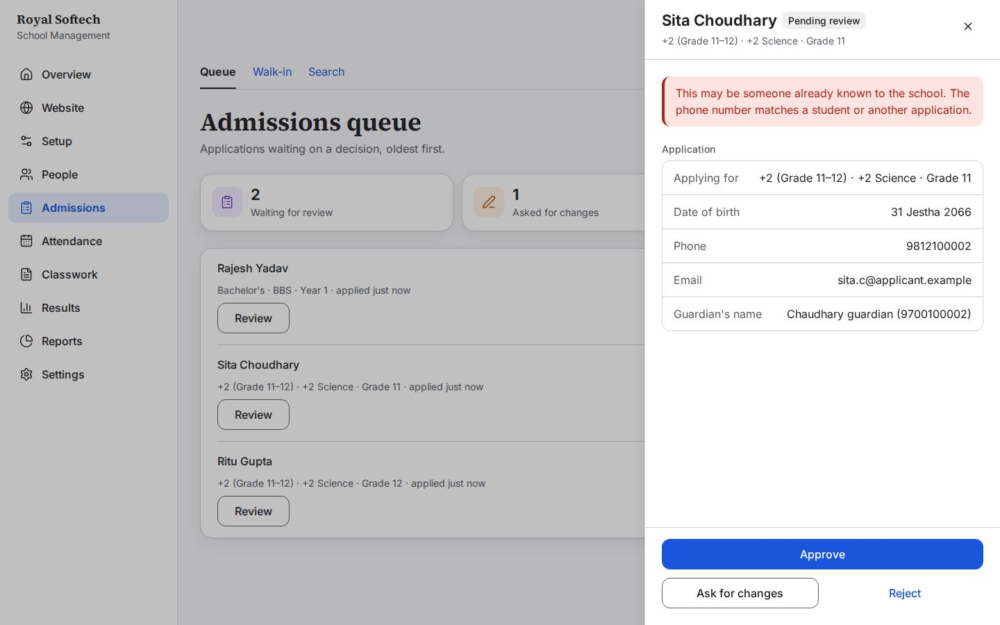 Royal Softech
School Management
Overview
Website
Setup
People
Admissions
Attendance
Classwork
Results
Reports
Settings
Queue
Walk-in
Search
Admissions queue
Applications waiting on a decision, oldest first.
2
Waiting for review
1
Asked for changes
Rajesh Yadav
Bachelor's · BBS · Year 1 · applied just now
Review
Sita Choudhary
+2 (Grade 11–12) · +2 Science · Grade 11 · applied just now
Review
Ritu Gupta
+2 (Grade 11–12) · +2 Science · Grade 12 · applied just now
Review
Sita Choudhary Pending review
+2 (Grade 11–12) · +2 Science · Grade 11
This may be someone already known to the school. The
phone number matches a student or another application.
Application
Applying for +2 (Grade 11–12) · +2 Science · Grade 11
Date of birth 31 Jestha 2066
Phone 9812100002
Email sita.c@applicant.example
Guardian's name Chaudhary guardian (9700100002)
Approve
Ask for changes
Reject